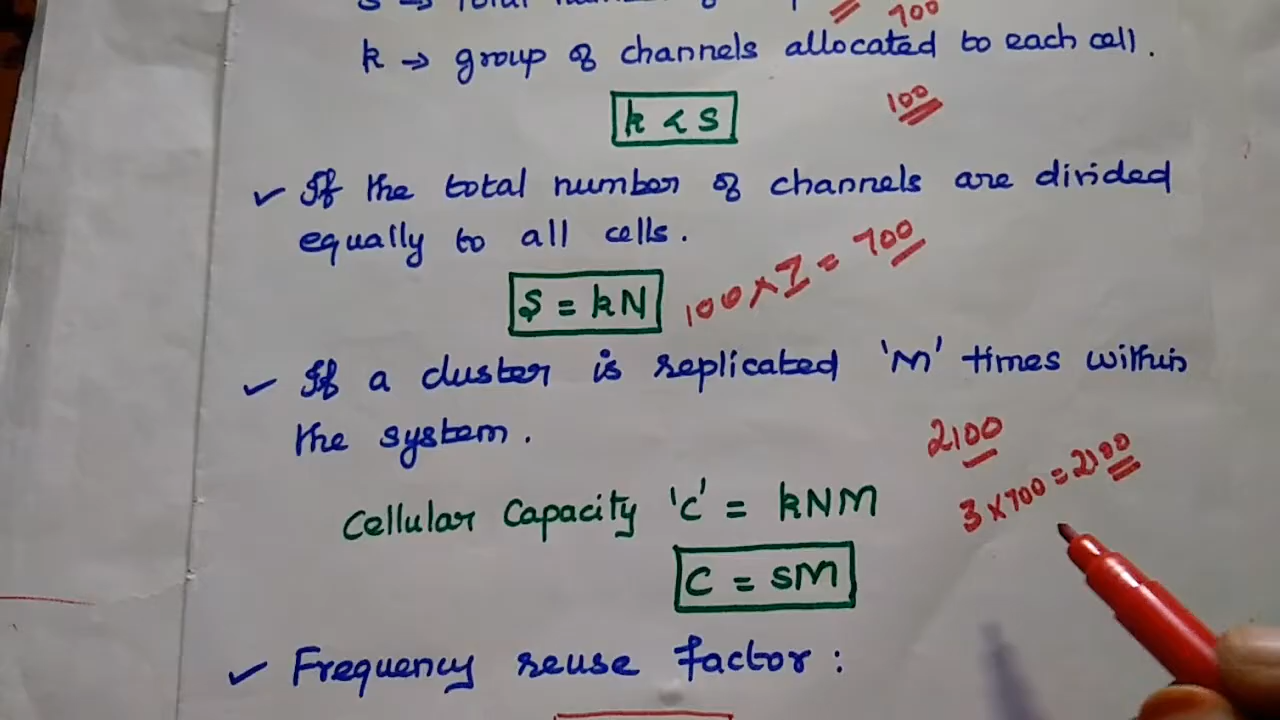 700
k → group of channels allocated to each cell.
100
k < S
✓ If the total number of channels are divided
equally to all cells.
S = kN 100 x 7 = 700
✓ If a cluster is replicated 'M' times within
the system.
2100
3 x 700 = 2100
Cellular Capacity 'C' = kNM
C = SM
✓ Frequency reuse factor :